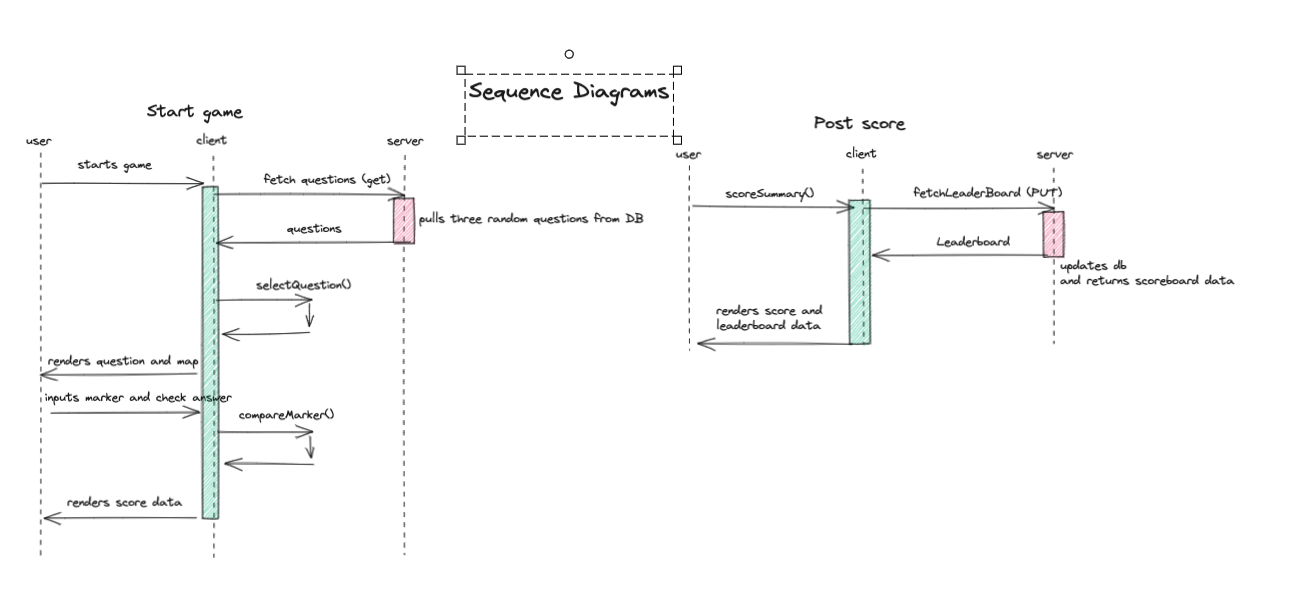 Sequence Diagrams
Start game
user
client
server
starts game
fetch questions (get)
pulls three random questions from DB
questions
selectQuestion()
renders question and map
inputs marker and check answer
compareMarker()
renders score data
Post score
user
client
server
scoreSummary()
fetchLeaderBoard (PUT)
Leaderboard
updates db
and returns scoreboard data
renders score and
leaderboard data